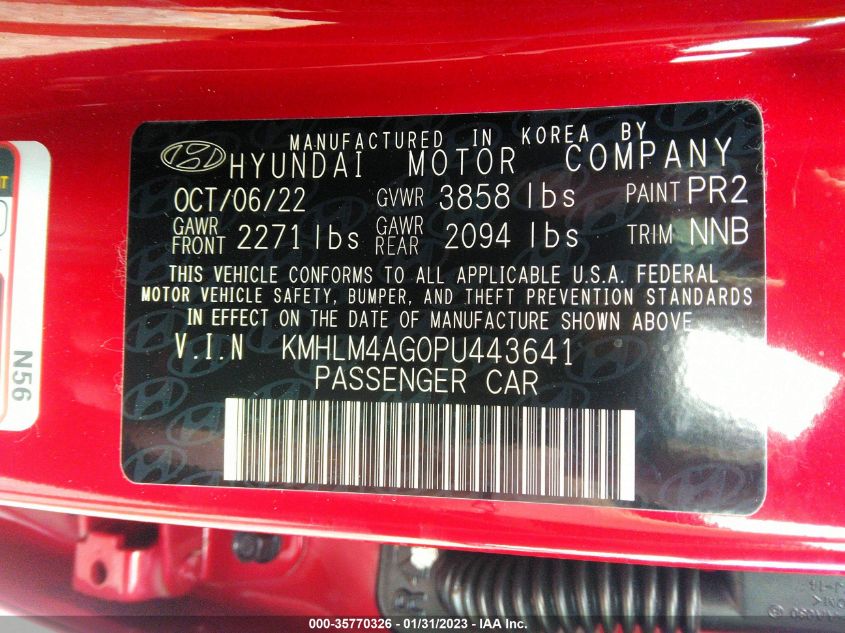 MANUFACTURED IN KOREA BY
HYUNDAI MOTOR COMPANY
OCT/06/22 GVWR 3858 lbs PAINT PR2
GAWR FRONT 2271 lbs GAWR REAR 2094 lbs TRIM NNB
THIS VEHICLE CONFORMS TO ALL APPLICABLE U.S.A. FEDERAL
MOTOR VEHICLE SAFETY, BUMPER, AND THEFT PREVENTION STANDARDS
IN EFFECT ON THE DATE OF MANUFACTURE SHOWN ABOVE
V.I.N KMHLM4AG0PU443641
PASSENGER CAR
N56
000-35770326 - 01/31/2023 - IAA Inc.